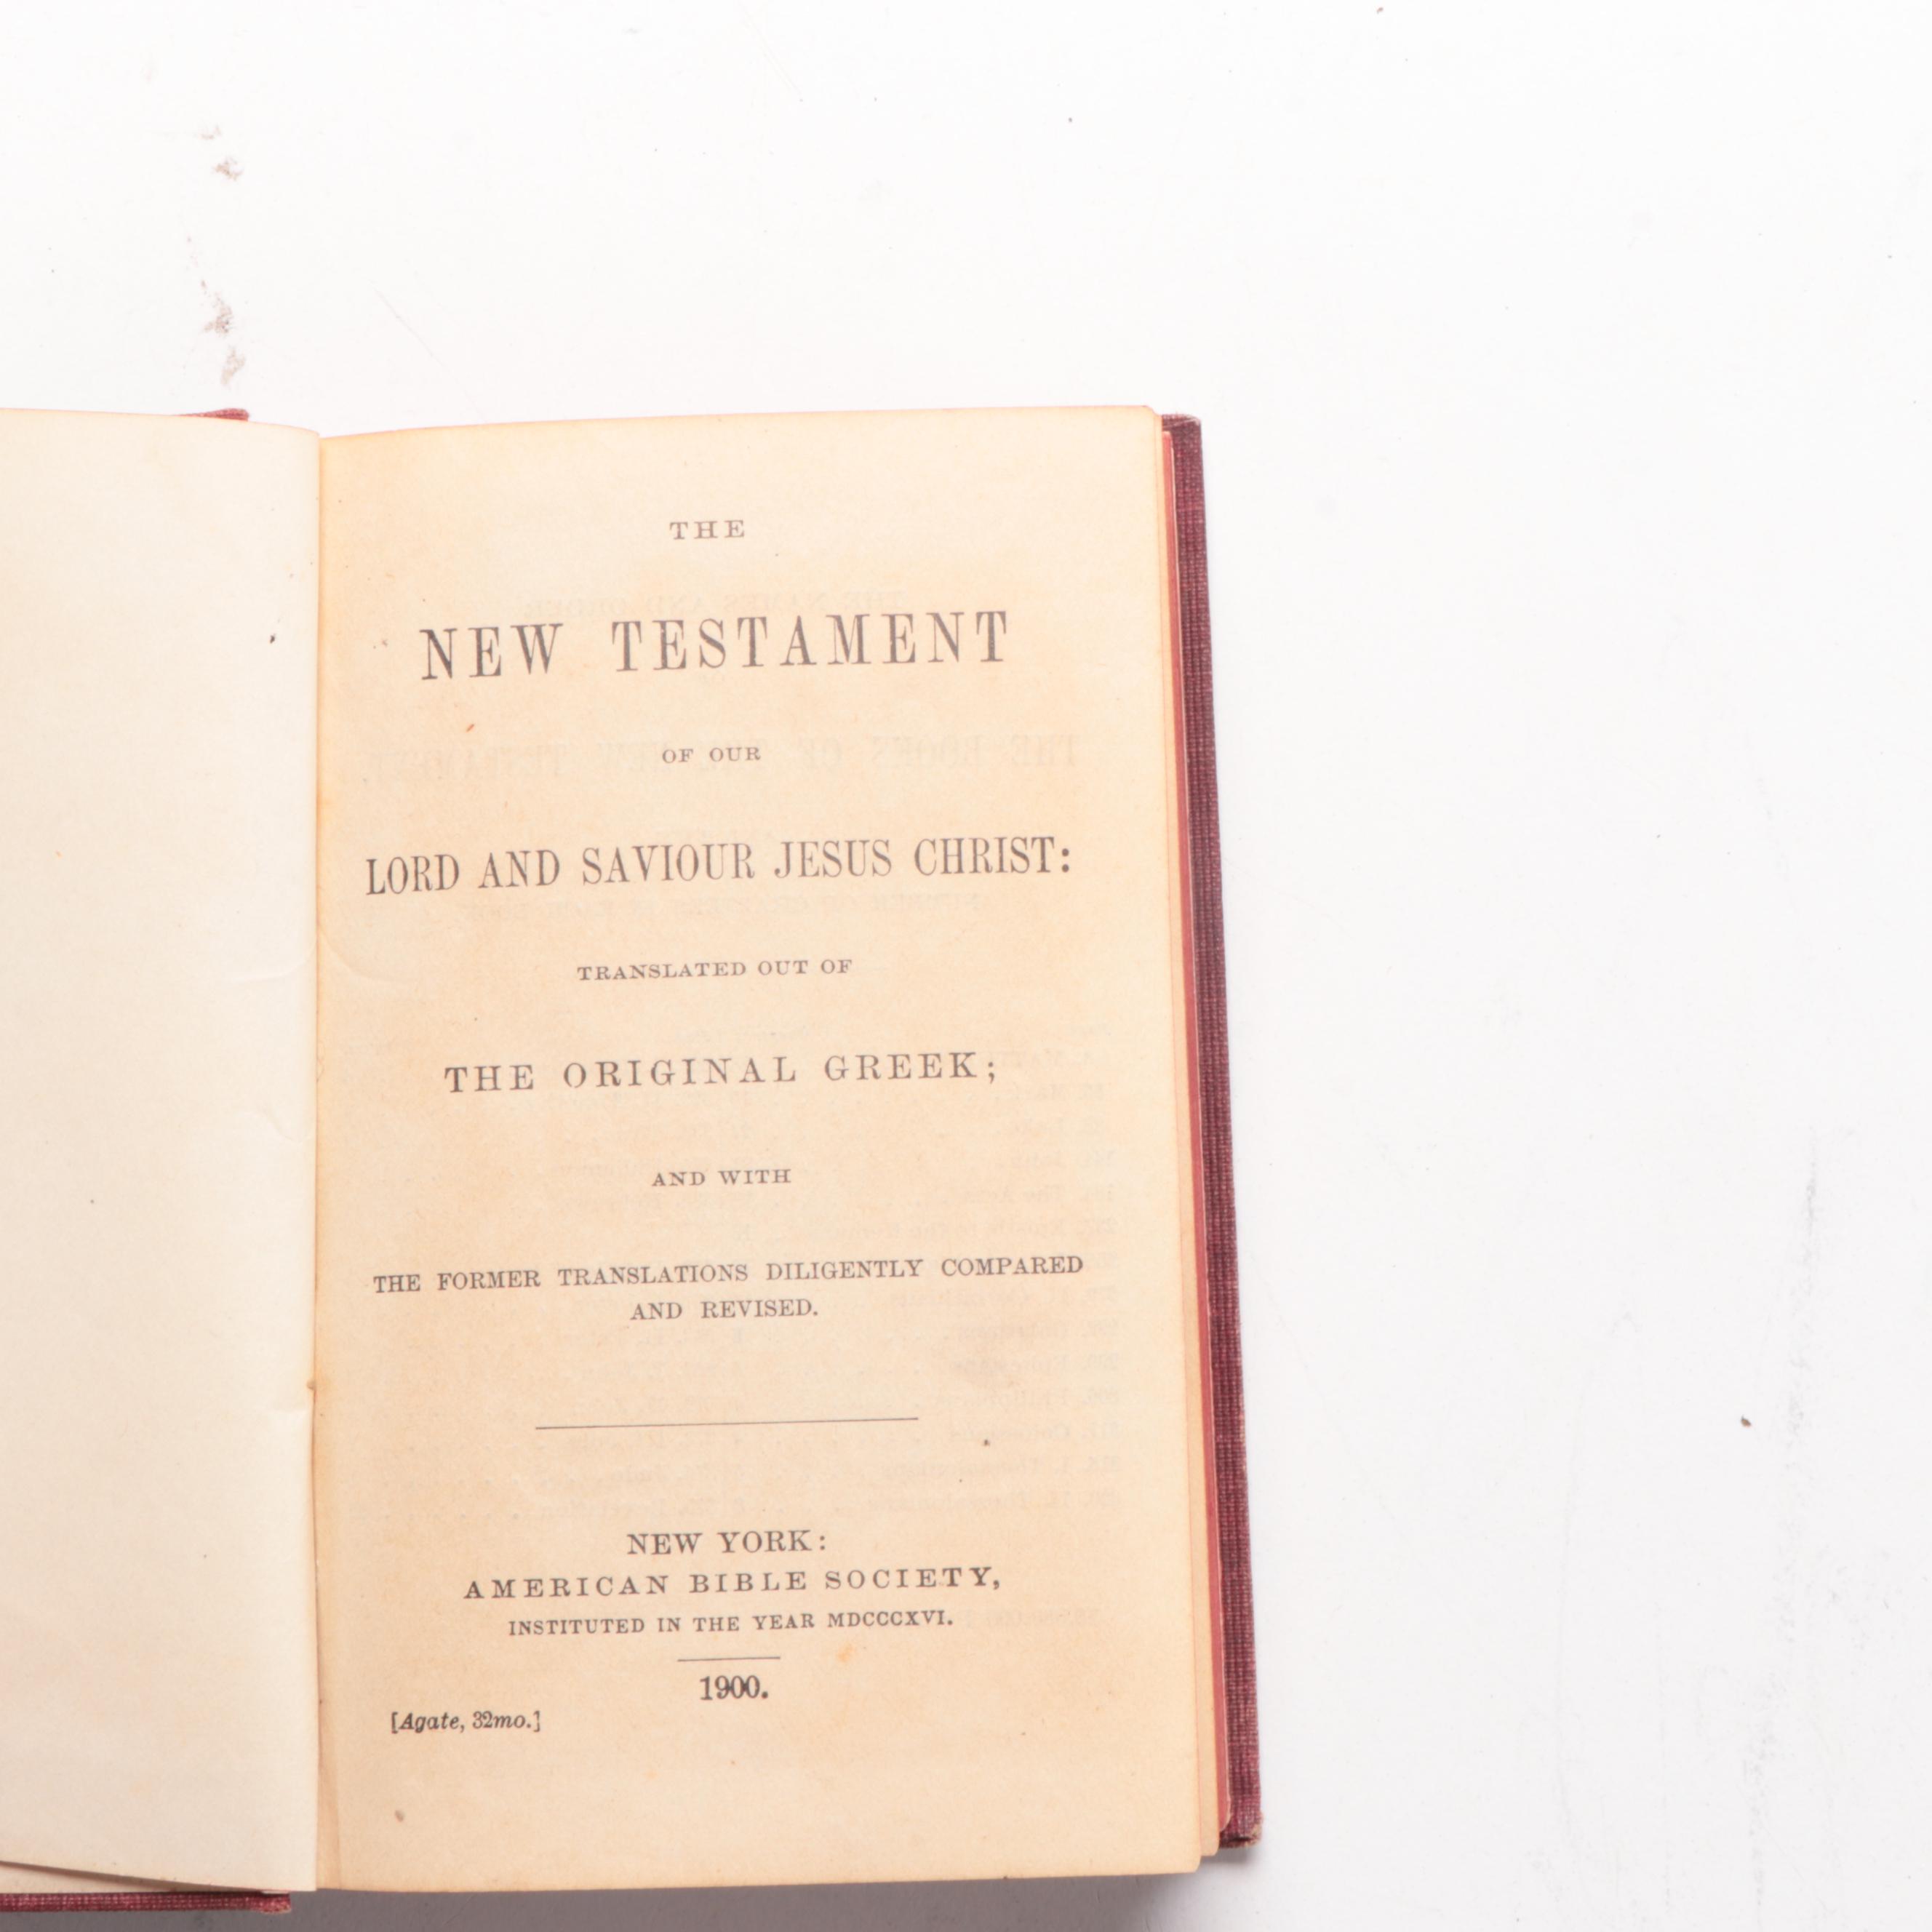 THE
NEW TESTAMENT
OF OUR
LORD AND SAVIOUR JESUS CHRIST:
TRANSLATED OUT OF
THE ORIGINAL GREEK;
AND WITH
THE FORMER TRANSLATIONS DILIGENTLY COMPARED
AND REVISED.
NEW YORK:
AMERICAN BIBLE SOCIETY,
INSTITUTED IN THE YEAR MDCCCXVI.
1900.
[Agate, 32mo.]